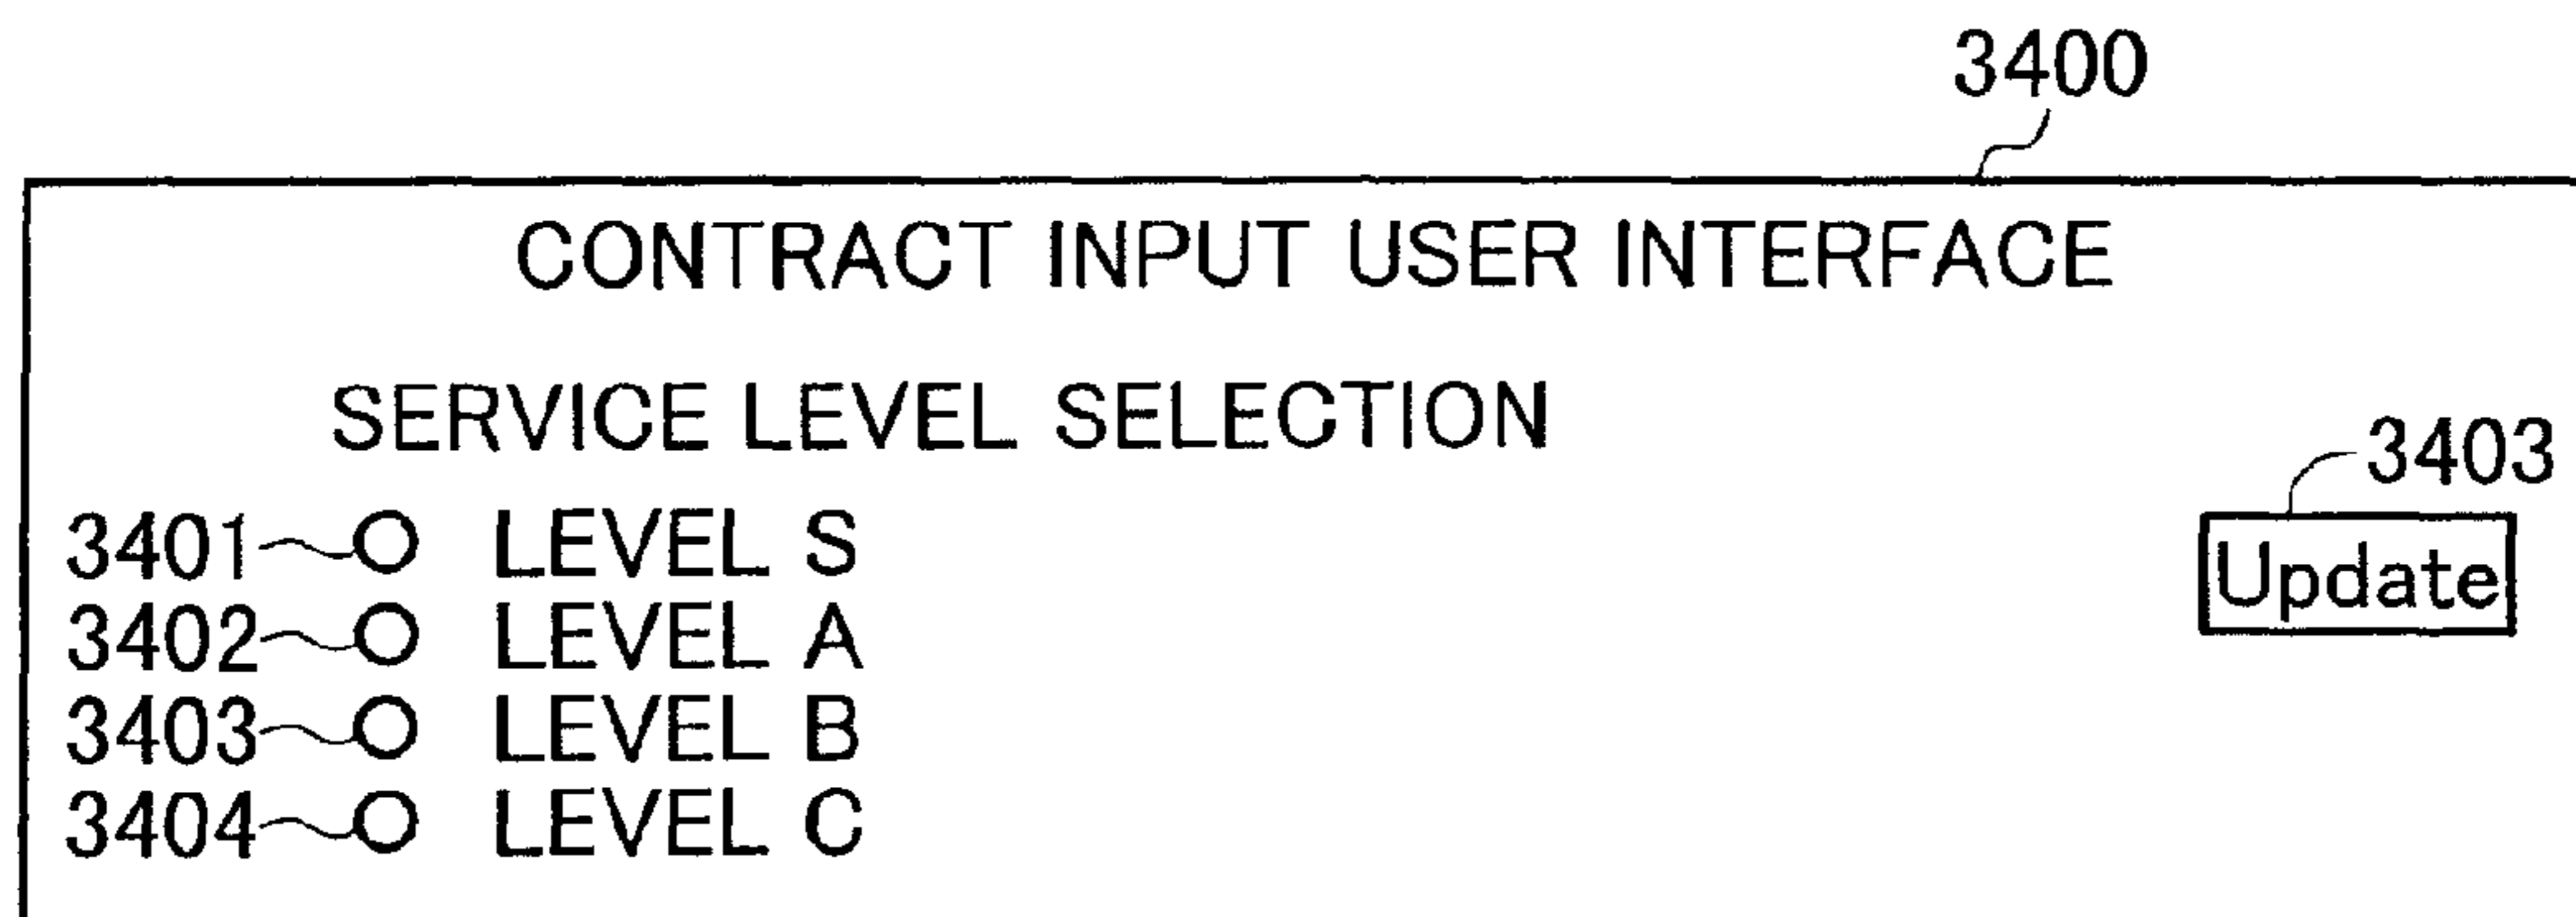 3400
CONTRACT INPUT USER INTERFACE
SERVICE LEVEL SELECTION
3403
3401 LEVEL S
Update
3402 LEVEL A
3403 LEVEL B
3404 LEVEL C